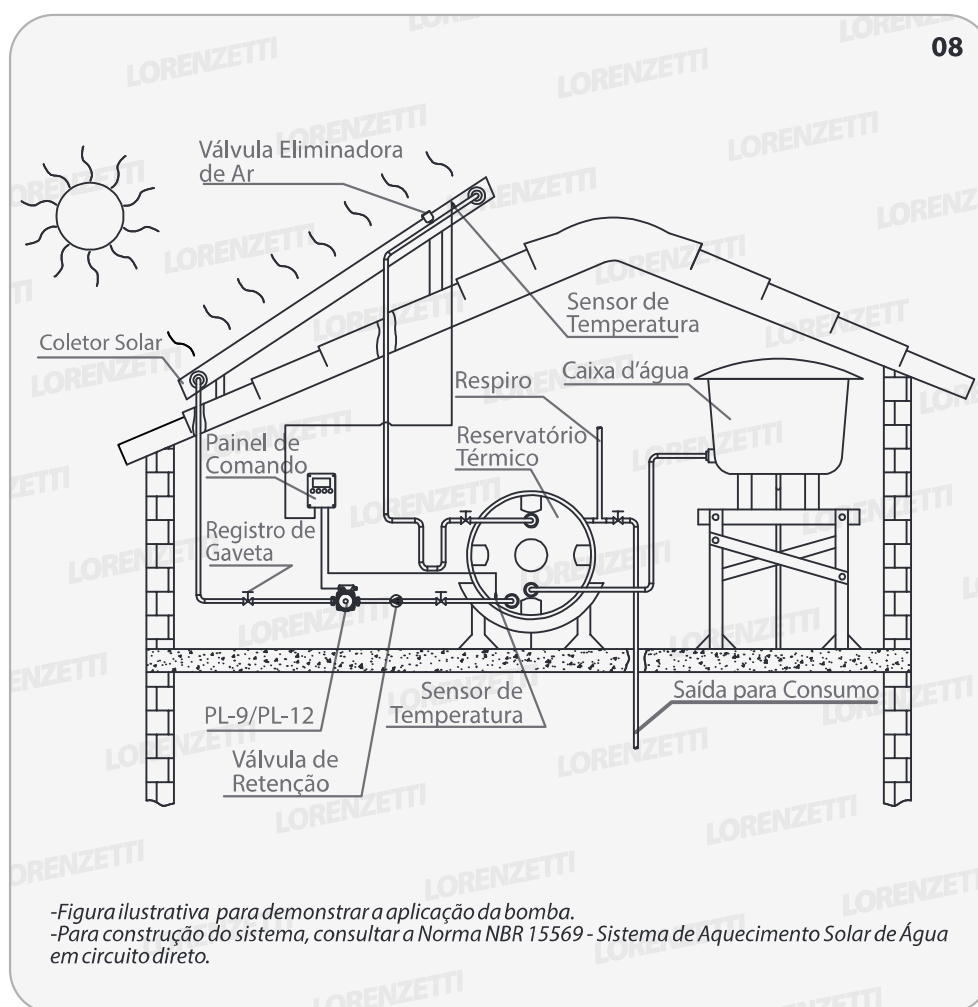 08
Válvula Eliminadora
de Ar
Sensor de
Temperatura
Coletor Solar
Respiro
Caixa d'água
Painel de
Comando
Reservatório
Térmico
Registro de
Gaveta
PL-9/PL-12
Sensor de
Temperatura
Saída para Consumo
Válvula de
Retenção
-Figura ilustrativa para demonstrar a aplicação da bomba.
-Para construção do sistema, consultar a Norma NBR 15569 - Sistema de Aquecimento Solar de Água
em circuito direto.
LORENZETTI